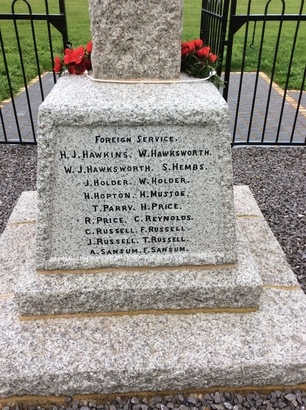 Foreign Service.
H.J. Hawkins. W. Hawksworth.
W.J. Hawksworth. S. Hembs.
J. Holder. W. Holder.
H. Hopton. H. Mustoe.
T. Parry. H. Price.
R. Price. C. Reynolds.
C. Russell. F. Russell.
J. Russell. T. Russell.
A. Sansum. F. Sansum.